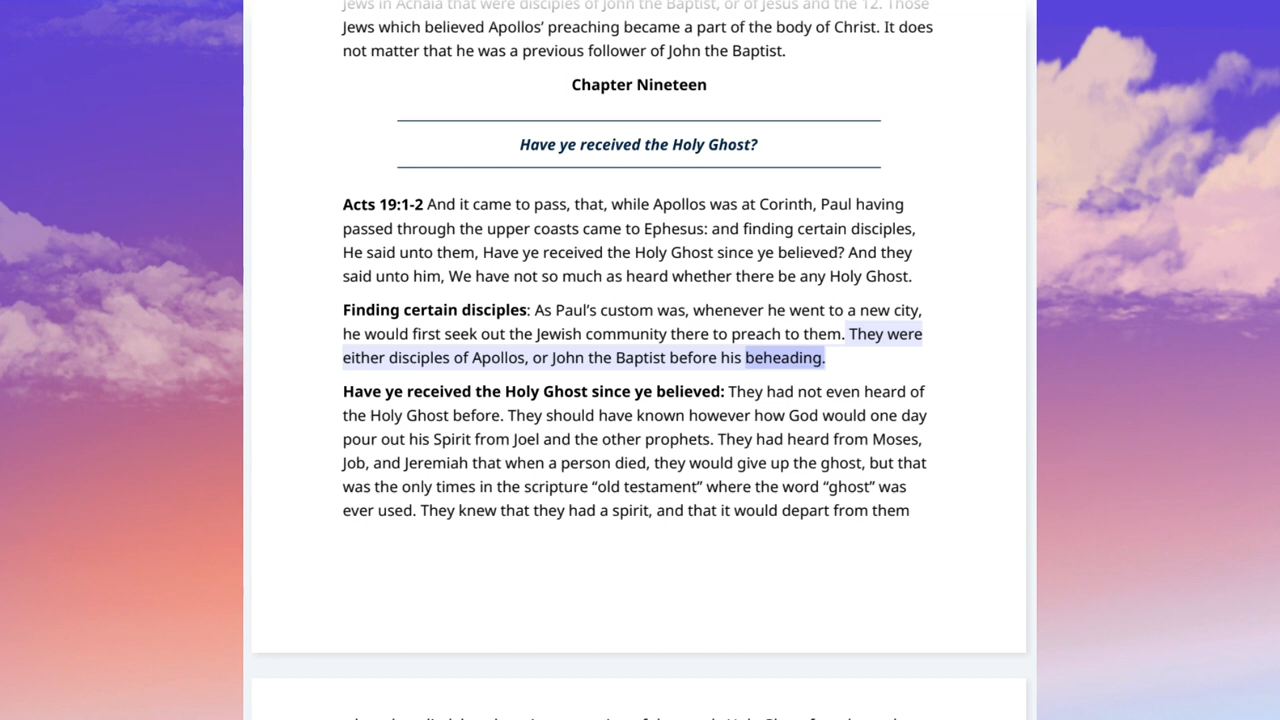 Jews in Achaia that were disciples of John the Baptist, or of Jesus and the 12. Those
Jews which believed Apollos’ preaching became a part of the body of Christ. It does
not matter that he was a previous follower of John the Baptist.
Chapter Nineteen
Have ye received the Holy Ghost?
Acts 19:1-2 And it came to pass, that, while Apollos was at Corinth, Paul having
passed through the upper coasts came to Ephesus: and finding certain disciples,
He said unto them, Have ye received the Holy Ghost since ye believed? And they
said unto him, We have not so much as heard whether there be any Holy Ghost.
Finding certain disciples: As Paul’s custom was, whenever he went to a new city,
he would first seek out the Jewish community there to preach to them. They were
either disciples of Apollos, or John the Baptist before his beheading.
Have ye received the Holy Ghost since ye believed: They had not even heard of
the Holy Ghost before. They should have known however how God would one day
pour out his Spirit from Joel and the other prophets. They had heard from Moses,
Job, and Jeremiah that when a person died, they would give up the ghost, but that
was the only times in the scripture “old testament” where the word “ghost” was
ever used. They knew that they had a spirit, and that it would depart from them